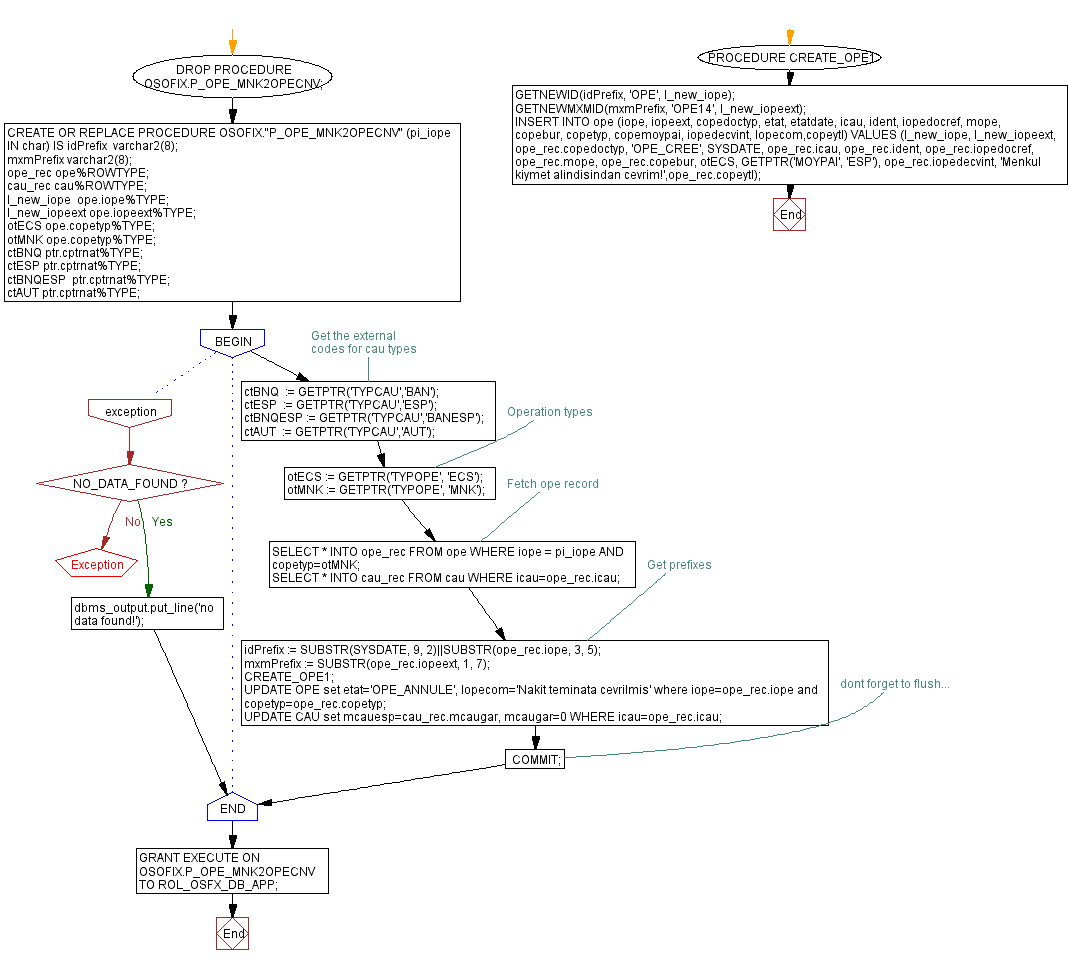 DROP PROCEDURE
OSOFIX.P_OPE_MNK2OPECNV;
CREATE OR REPLACE PROCEDURE OSOFIX."P_OPE_MNK2OPECNV" (pi_iope
IN char) IS idPrefix varchar2(8);
mxmPrefix varchar2(8);
ope_rec ope%ROWTYPE;
cau_rec cau%ROWTYPE;
l_new_iope ope.iope%TYPE;
l_new_iopeext ope.iopeext%TYPE;
otECS ope.copetyp%TYPE;
otMNK ope.copetyp%TYPE;
ctBNQ ptr.cptrnat%TYPE;
ctESP ptr.cptrnat%TYPE;
ctBNQESP ptr.cptrnat%TYPE;
ctAUT ptr.cptrnat%TYPE;
BEGIN
Get the external
codes for cau types
exception
ctBNQ := GETPTR('TYPCAU','BAN');
ctESP := GETPTR('TYPCAU','ESP');
ctBNQESP := GETPTR('TYPCAU','BANESP');
ctAUT := GETPTR('TYPCAU','AUT');
Operation types
NO_DATA_FOUND ?
otECS := GETPTR('TYPOPE', 'ECS');
otMNK := GETPTR('TYPOPE', 'MNK');
Fetch ope record
No
Yes
Exception
SELECT * INTO ope_rec FROM ope WHERE iope = pi_iope AND
copetyp=otMNK;
SELECT * INTO cau_rec FROM cau WHERE icau=ope_rec.icau;
Get prefixes
dbms_output.put_line('no
data found!');
idPrefix := SUBSTR(SYSDATE, 9, 2)||SUBSTR(ope_rec.iope, 3, 5);
mxmPrefix := SUBSTR(ope_rec.iopeext, 1, 7);
CREATE_OPE1;
UPDATE OPE set etat='OPE_ANNULE', lopecom='Nakit teminata cevrilmis' where iope=ope_rec.iope and
copetyp=ope_rec.copetyp;
UPDATE CAU set mcauesp=cau_rec.mcaugar, mcaugar=0 WHERE icau=ope_rec.icau;
dont forget to flush...
COMMIT;
END
GRANT EXECUTE ON
OSOFIX.P_OPE_MNK2OPECNV
TO ROL_OSFX_DB_APP;
End
PROCEDURE CREATE_OPE1
GETNEWID(idPrefix, 'OPE', l_new_iope);
GETNEWMXMID(mxmPrefix, 'OPE14', l_new_iopeext);
INSERT INTO ope (iope, iopeext, copedoctyp, etat, etatdate, icau, ident, iopedocref, mope,
copebur, copetyp, copemoypai, iopedecvint, lopecom,copeytl) VALUES (l_new_iope, l_new_iopeext,
ope_rec.copedoctyp, 'OPE_CREE', SYSDATE, ope_rec.icau, ope_rec.ident, ope_rec.iopedocref,
ope_rec.mope, ope_rec.copebur, otECS, GETPTR('MOYPAI', 'ESP'), ope_rec.iopedecvint, 'Menkul
kiymet alindisindan cevrim!',ope_rec.copeytl);
End